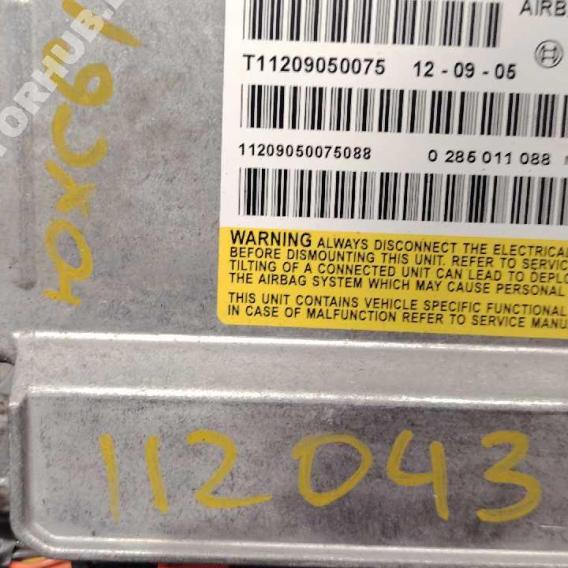 AIRB
T11209050075 12 - 09 - 05
11209050075088 0 285 011 088
WARNING ALWAYS DISCONNECT THE ELECTRICAL
BEFORE DISMOUNTING THIS UNIT. REFER TO SERVIC
TILTING OF A CONNECTED UNIT CAN LEAD TO DEPLO
THE AIRBAG SYSTEM WHICH MAY CAUSE PERSONAL
THIS UNIT CONTAINS VEHICLE SPECIFIC FUNCTIONAL
IN CASE OF MALFUNCTION REFER TO SERVICE MANU
112043